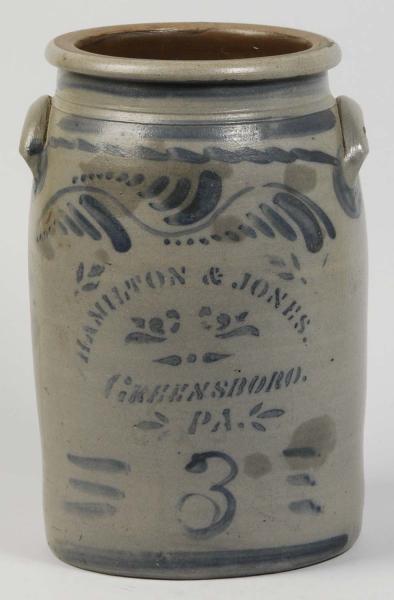 HAMILTON & JONES.
GREENSBORO.
PA.
3